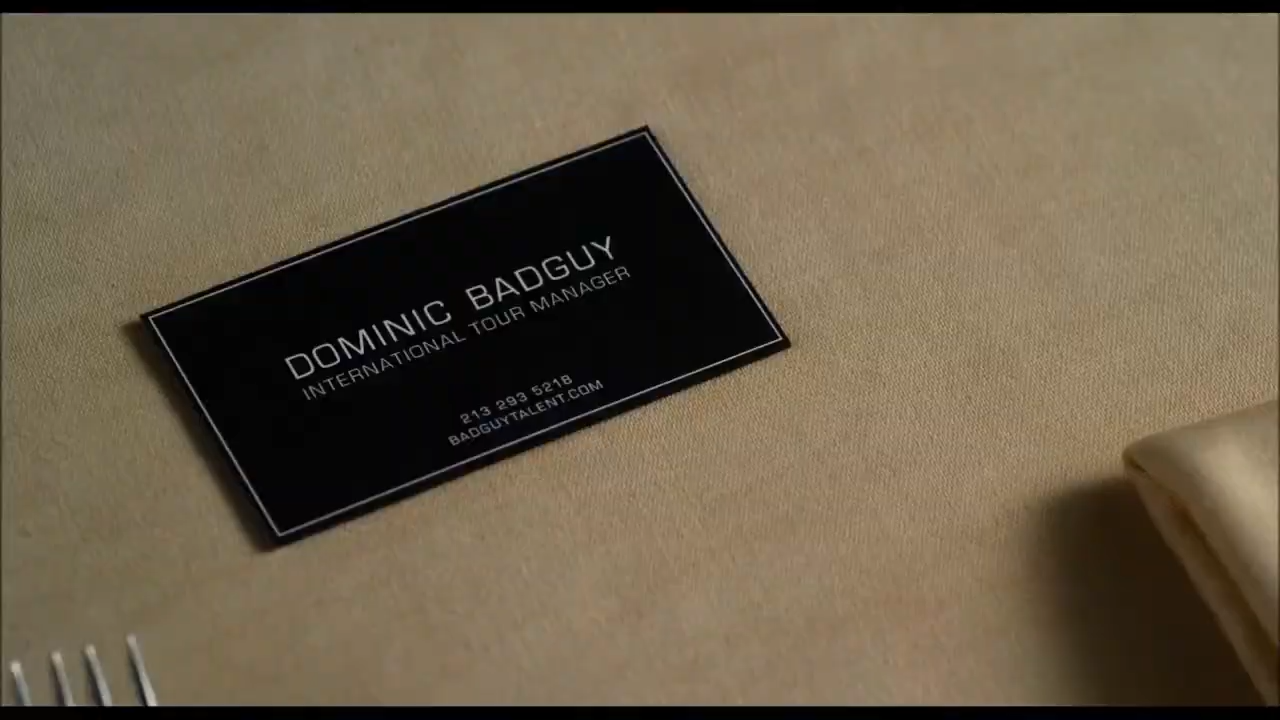 DOMINIC BADGUY
INTERNATIONAL TOUR MANAGER
213 293 5218
BADGUYTALENT.COM